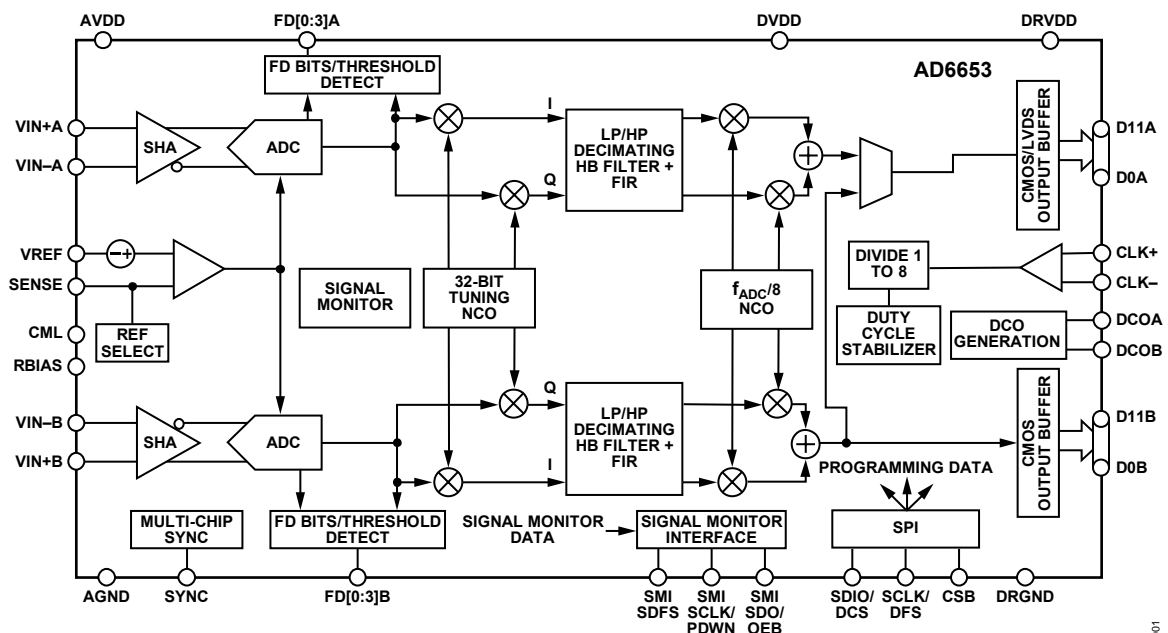 AVDD
FD[0:3]A
DVDD
DRVDD
FD BITS/THRESHOLD
DETECT
AD6653
VIN+A
VIN–A
SHA
ADC
I
Q
LP/HP
DECIMATING
HB FILTER +
FIR
CMOS/LVDS
OUTPUT BUFFER
D11A
D0A
VREF
SENSE
CML
RBIAS
REF
SELECT
SIGNAL
MONITOR
32-BIT
TUNING
NCO
fADC/8
NCO
DIVIDE 1
TO 8
DUTY
CYCLE
STABILIZER
DCO
GENERATION
CLK+
CLK–
DCOA
DCOB
VIN–B
VIN+B
SHA
ADC
Q
I
LP/HP
DECIMATING
HB FILTER +
FIR
CMOS
OUTPUT BUFFER
D11B
D0B
PROGRAMMING DATA
MULTI-CHIP
SYNC
FD BITS/THRESHOLD
DETECT
SIGNAL MONITOR
DATA
SIGNAL MONITOR
INTERFACE
SPI
AGND
SYNC
FD[0:3]B
SMI
SDFS
SMI
SCLK/
PDWN
SMI
SDO/
OEB
SDIO/
DCS
SCLK/
DFS
CSB
DRGND